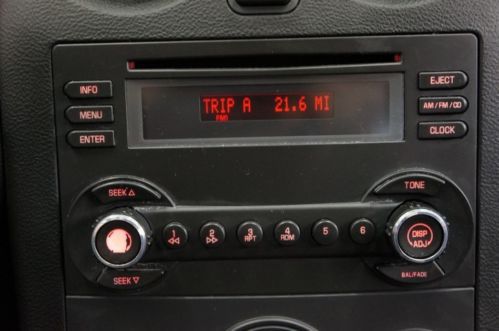 INFO
MENU
ENTER
TRIP A 21.6 MI
EJECT
AM/FM/CD
CLOCK
SEEK
TONE
1
2
3 RPT
4 RDM
5
6
DISP
ADJ
SEEK
BAL/FADE